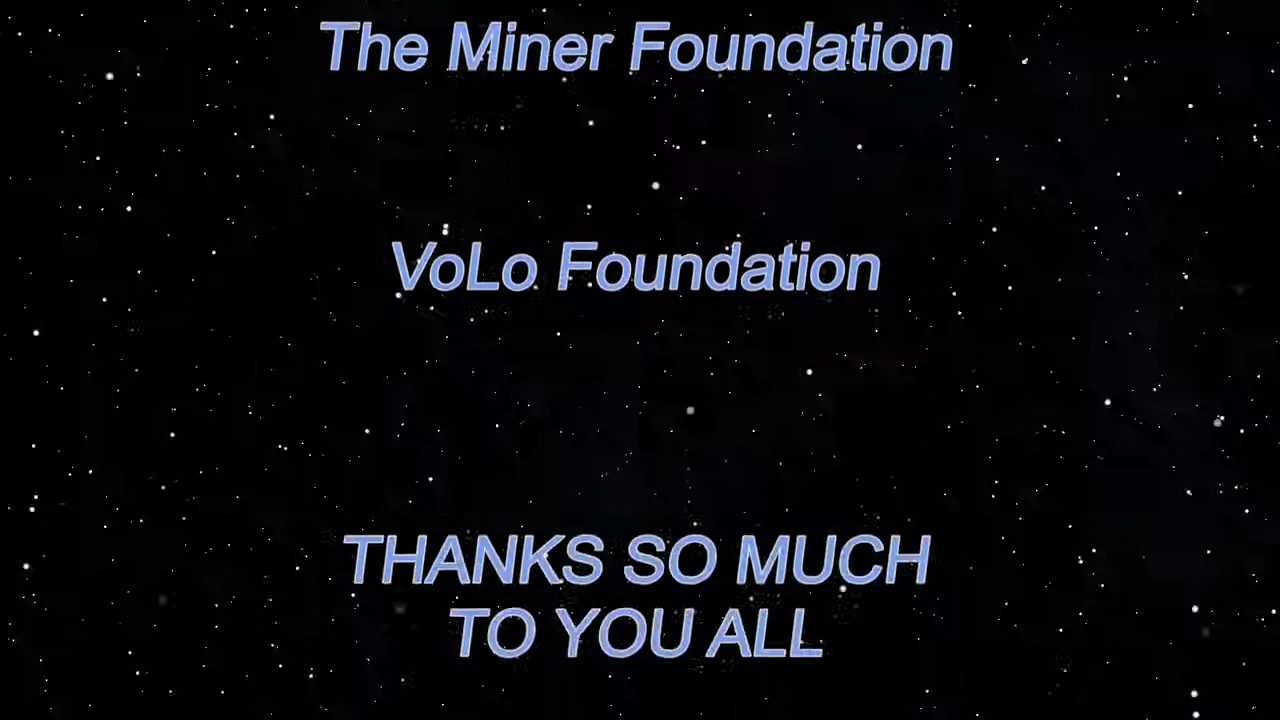 The Miner Foundation
VoLo Foundation
THANKS SO MUCH
TO YOU ALL